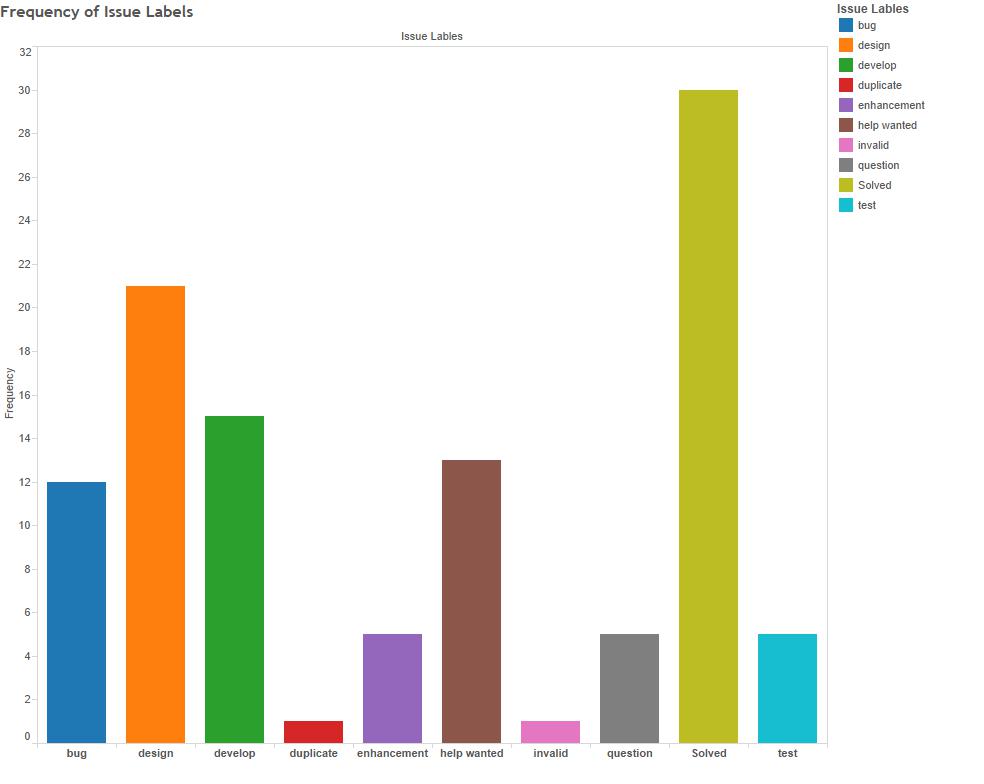 Frequency of Issue Labels
Issue Lables
32
30
28
26
24
22
20
18
16
14
12
10
8
6
4
2
0
Frequency
bug design develop duplicate enhancement help wanted invalid question Solved test
Issue Lables
bug
design
develop
duplicate
enhancement
help wanted
invalid
question
Solved
test